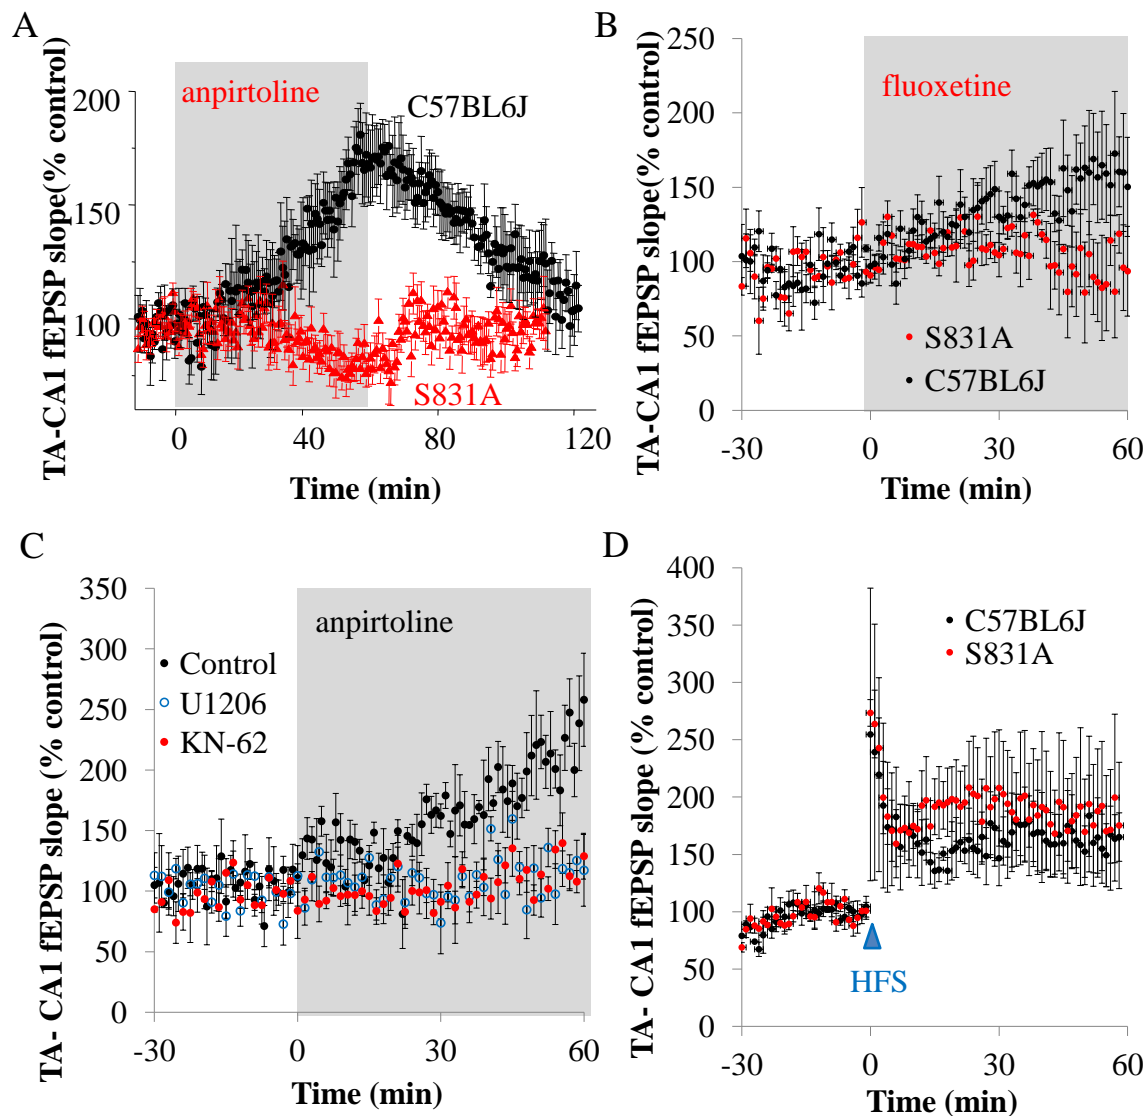 A
TA-CA1 fEPSP slope(% control)
200
150
100
anpirtoline
C57BL6J
S831A
0 40 80 120
Time (min)
B
TA-CA1 fEPSP slope(% control)
250
200
150
100
50
0
fluoxetine
S831A
C57BL6J
-30 0 30 60
Time (min)
C
TA- CA1 fEPSP slope (% control)
350
300
250
200
150
100
50
0
anpirtoline
Control
U1206
KN-62
-30 0 30 60
Time (min)
D
TA- CA1 fEPSP slope (% control)
400
350
300
250
200
150
100
50
0
C57BL6J
S831A
HFS
-30 0 30 60
Time (min)